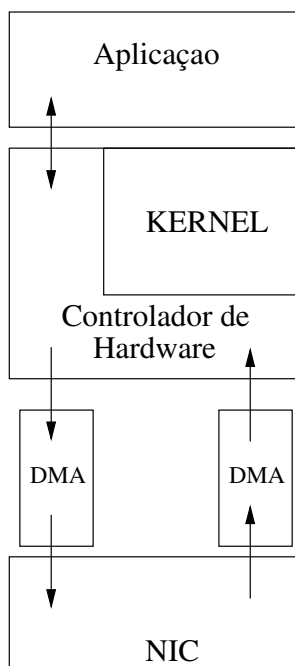 Aplicaçao
KERNEL
Controlador de
Hardware
DMA
DMA
NIC